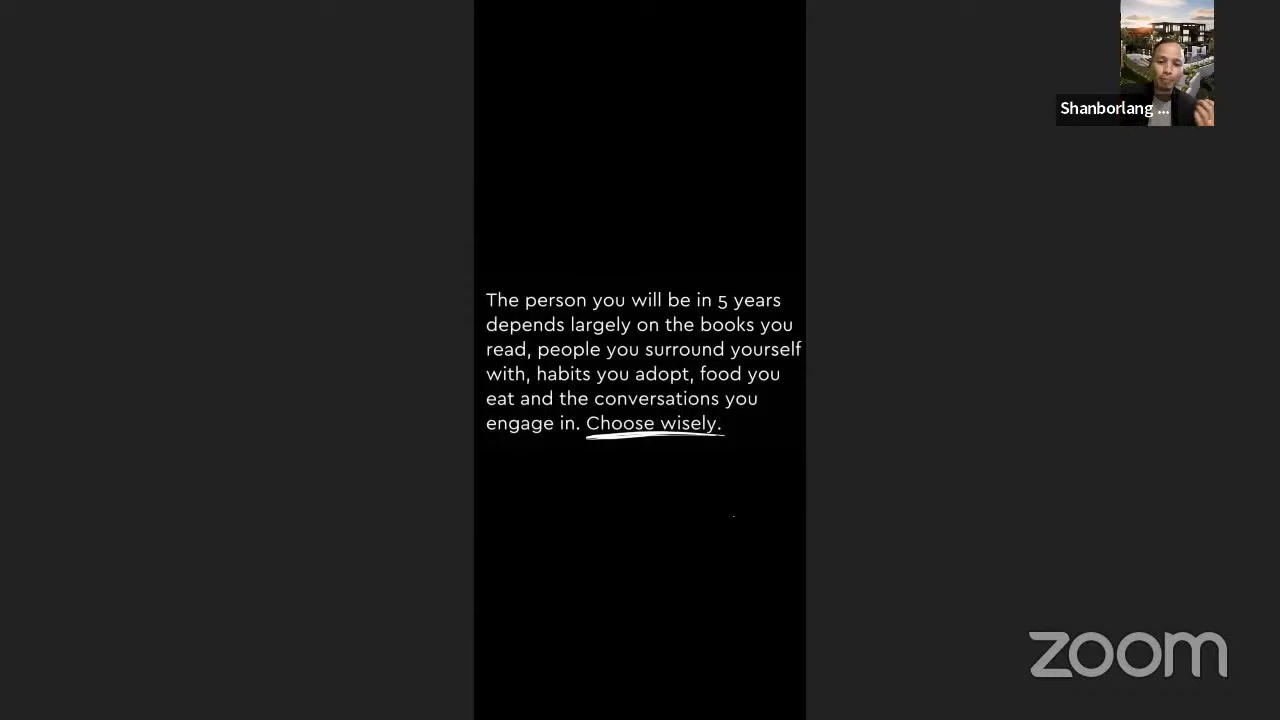 Shanborlang ...
The person you will be in 5 years
depends largely on the books you
read, people you surround yourself
with, habits you adopt, food you
eat and the conversations you
engage in. Choose wisely.
zoom